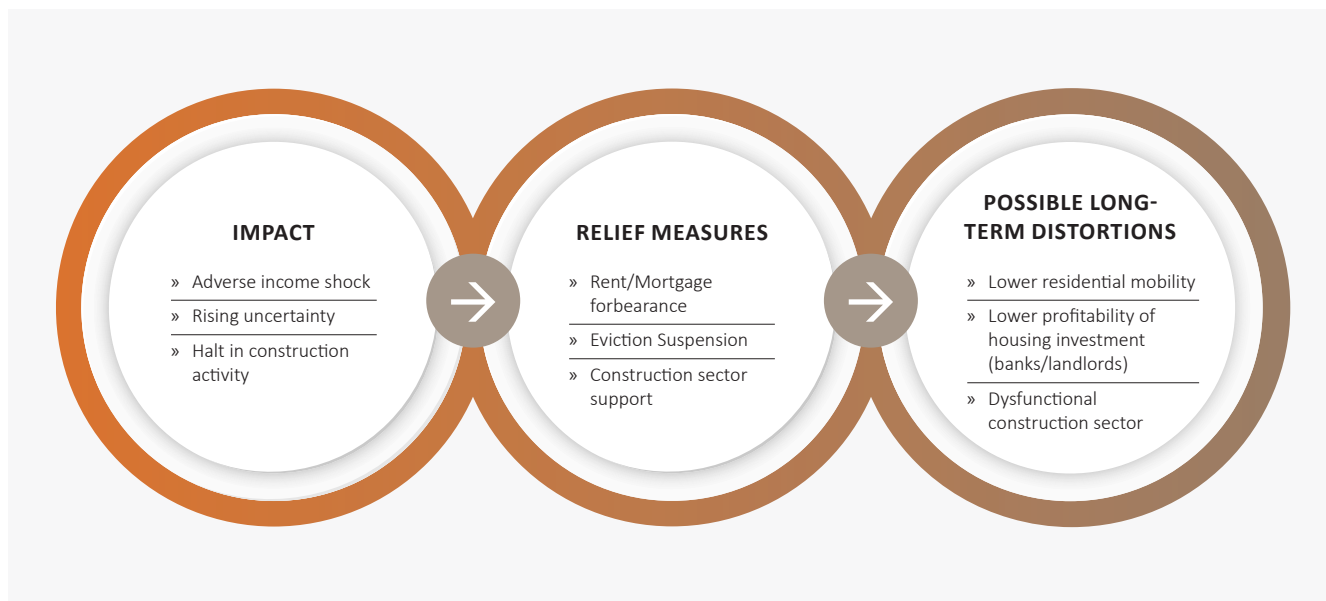 IMPACT
» Adverse income shock
» Rising uncertainty
» Halt in construction
activity
RELIEF MEASURES
» Rent/Mortgage
forbearance
» Eviction Suspension
» Construction sector
support
POSSIBLE LONG-
TERM DISTORTIONS
» Lower residential mobility
» Lower profitability of
housing investment
(banks/landlords)
» Dysfunctional
construction sector